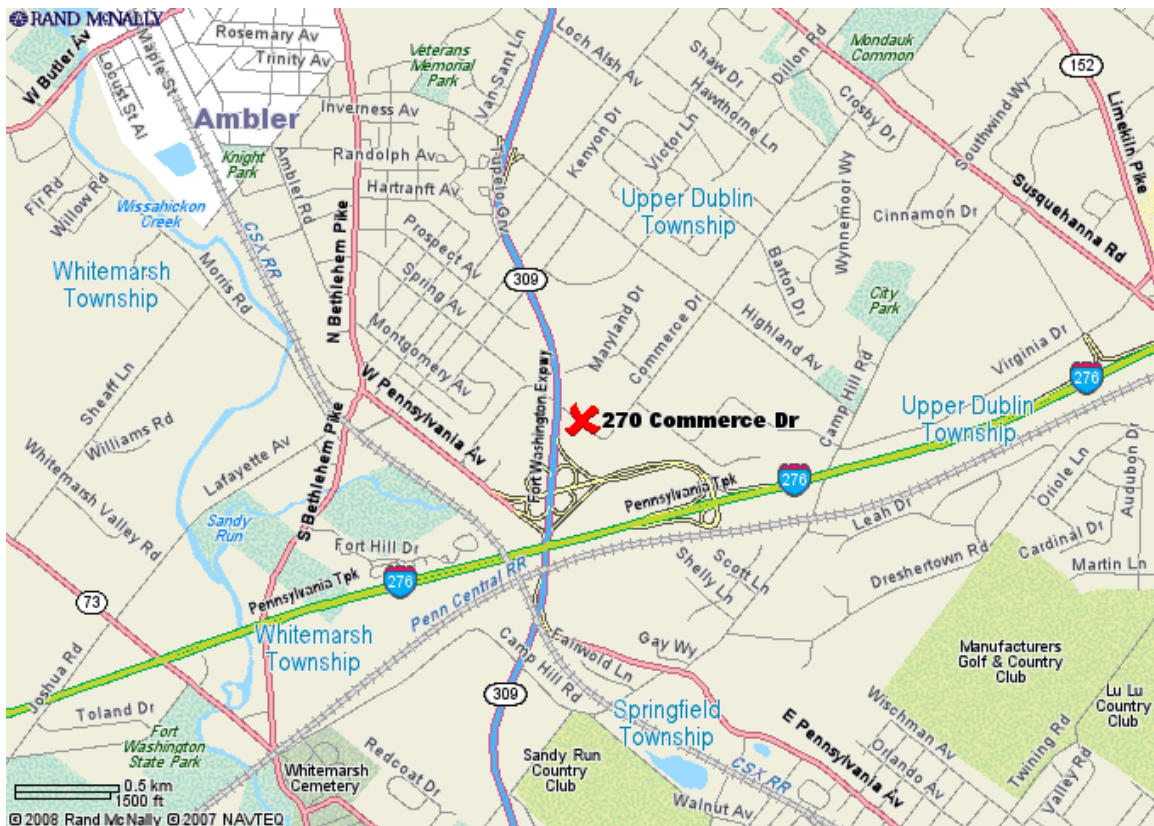 RAND MCNALLY
W Butler Av
Maple St
Locust St Al
Rosemary Av
Trinity Av
Veterans
Memorial
Park
Van-Sant Ln
Loch Alsh Av
Shaw Dr
Dillon Rd
Mondauk
Common
152
Limekiln Pike
Ambler
Inverness Av
Hawthorne Ln
Crosby Dr
Southwind Wy
Knight
Park
Ambler Rd
Randolph Av
Hartranft Av
Tupelo Grv
Kenyon Dr
Victor Ln
Susquehanna Rd
Fir Rd
Willow Rd
Wissahickon
Creek
CSX RR
Upper Dublin
Township
Wynnemoor Wy
Cinnamon Dr
Whitemarsh
Township
Morris Rd
N Bethlehem Pike
Prospect Av
Spring Av
Montgomery Av
309
Barton Dr
City
Park
Maryland Dr
Commerce Dr
Highland Av
Virginia Dr
Sheaff Ln
Williams Rd
W Pennsylvania Av
Fort Washington Expwy
Camp Hill Rd
276
270 Commerce Dr
Upper Dublin
Township
Whitemarsh Valley Rd
Lafayette Av
S Bethlehem Pike
Pennsylvania Tpk
276
Oriole Ln
Audubon Dr
Sandy
Run
Fort Hill Dr
Leah Dr
Cardinal Dr
Dreshertown Rd
Martin Ln
Pennsylvania Tpk
276
Penn Central RR
Scott Ln
Shelly Ln
73
Whitemarsh
Township
Joshua Rd
Camp Hill Rd
Fairwold Ln
Gay Wy
Manufacturers
Golf & Country
Club
Toland Dr
309
Springfield
Township
Wischman Av
Lu Lu
Country
Club
Fort
Washington
State Park
Whitemarsh
Cemetery
Redcoat Dr
Sandy Run
Country
Club
CSX RR
E Pennsylvania Av
Orlando Av
Twining Rd
Valley Rd
Walnut Av
0.5 km
1500 ft
© 2008 Rand McNally © 2007 NAVTEQ